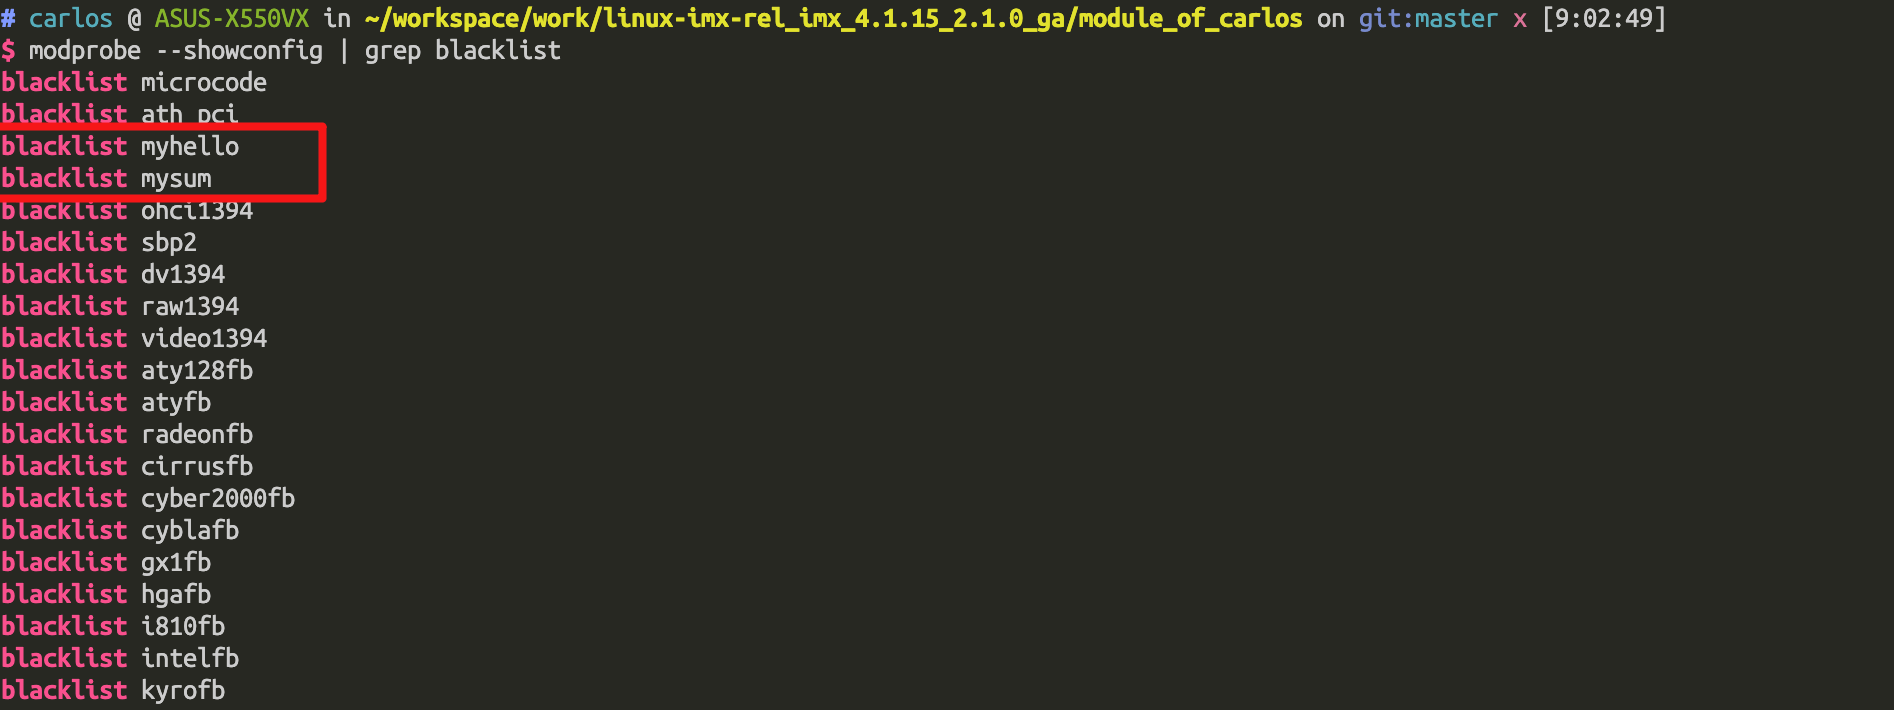 # carlos @ ASUS-X550VX in ~/workspace/work/linux-imx-rel_imx_4.1.15_2.1.0_ga/module_of_carlos on git:master x [9:02:49]
$ modprobe --showconfig | grep blacklist
blacklist microcode
blacklist ath_pci
blacklist myhello
blacklist mysum
blacklist ohci1394
blacklist sbp2
blacklist dv1394
blacklist raw1394
blacklist video1394
blacklist aty128fb
blacklist atyfb
blacklist radeonfb
blacklist cirrusfb
blacklist cyber2000fb
blacklist cyblafb
blacklist gx1fb
blacklist hgafb
blacklist i810fb
blacklist intelfb
blacklist kyrofb